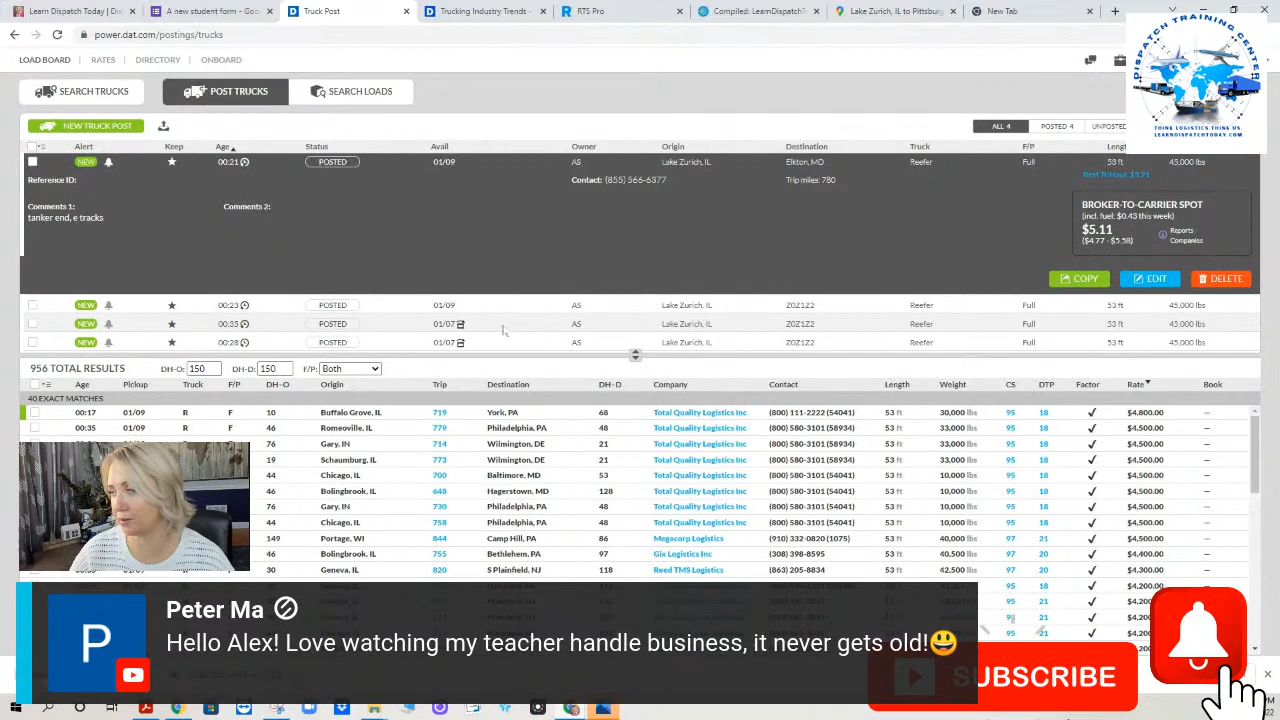 Learn Dispatch Today
A new student form - Goo
Truck Post
Trucking Industry Trends -
RTS Pro
Compiled: LearnDispatchT
Lake Zurich, IL to Pittsburg
New Tab
power.dat.com/postings/trucks
LOAD BOARD RATES DIRECTORY ONBOARD
SEARCH TRUCKS POST TRUCKS SEARCH LOADS
DISPATCH TRAINING CENTER
THINK LOGISTICS.THINK US.
LEARNDISPATCHTODAY.COM
NEW TRUCK POST ALL 4 POSTED 4 UNPOSTED
Alert Keep Age Status Avail Owner Origin Destination Truck F/P Length
NEW 00:21 POSTED 01/09 AS Lake Zurich, IL Elkton, MD Reefer Full 53 ft 45,000 lbs
Reference ID: Contact: (855) 566-6377 Trip miles: 780 Best TriHaul: $5.21
Comments 1: Comments 2:
tanker end, e tracks
BROKER-TO-CARRIER SPOT
(incl. fuel: $0.43 this week)
$5.11 Reports
($4.77 - $5.58) Companies
COPY EDIT DELETE
NEW 00:23 POSTED 01/09 AS Lake Zurich, IL Z0Z1Z2 Reefer Full 53 ft 45,000 lbs
NEW 00:35 POSTED 01/07 AS Lake Zurich, IL Z0Z1Z2 Reefer Full 53 ft 45,000 lbs
NEW 00:28 POSTED 01/07 AS Lake Zurich, IL Z0Z1Z2 Reefer Full 53 ft 45,000 lbs
956 TOTAL RESULTS DH-O: 150 DH-D: 150 F/P: Both
Age Pickup Truck F/P DH-O Origin Trip Destination DH-D Company Contact Length Weight CS DTP Factor Rate Book
40 EXACT MATCHES
00:17 01/09 R F 10 Buffalo Grove, IL 719 York, PA 68 Total Quality Logistics Inc (800) 111-2222 (54041) 53 ft 30,000 lbs 95 18 ✓ $4,800.00 –
00:35 01/09 R F 46 Romeoville, IL 779 Philadelphia, PA 48 Total Quality Logistics Inc (800) 580-3101 (58934) 53 ft 33,000 lbs 95 18 ✓ $4,500.00 –
76 Gary, IN 714 Wilmington, DE 21 Total Quality Logistics Inc (800) 580-3101 (58934) 53 ft 33,000 lbs 95 18 ✓ $4,500.00 –
19 Schaumburg, IL 773 Wilmington, DE 21 Total Quality Logistics Inc (800) 580-3101 (58934) 53 ft 33,000 lbs 95 18 ✓ $4,500.00 –
44 Chicago, IL 700 Baltimore, MD 53 Total Quality Logistics Inc (800) 580-3101 (54041) 53 ft 10,000 lbs 95 18 ✓ $4,500.00 –
46 Bolingbrook, IL 648 Hagerstown, MD 128 Total Quality Logistics Inc (800) 580-3101 (54041) 53 ft 10,000 lbs 95 18 ✓ $4,500.00 –
76 Gary, IN 730 Philadelphia, PA 48 Total Quality Logistics Inc (800) 580-3101 (54041) 53 ft 10,000 lbs 95 18 ✓ $4,500.00 –
44 Chicago, IL 758 Philadelphia, PA 48 Total Quality Logistics Inc (800) 580-3101 (54041) 53 ft 10,000 lbs 95 18 ✓ $4,500.00 –
149 Portage, WI 844 Camp Hill, PA 86 Megacorp Logistics (910) 332-0820 (1075) 53 ft 40,000 lbs 97 21 ✓ $4,500.00 –
46 Bolingbrook, IL 755 Bethlehem, PA 97 Gix Logistics Inc (308) 398-8595 53 ft 40,500 lbs 97 20 ✓ $4,400.00 –
30 Geneva, IL 820 S Plainfield, NJ 118 Reed TMS Logistics (863) 205-8834 53 ft 42,500 lbs 97 20 ✓ $4,300.00 –
95 18 ✓
95 21 ✓
21 ✓
95 21 ✓
P
Peter Ma
Hello Alex! Love watching my teacher handle business, it never gets old!😃
SUBSCRIBE